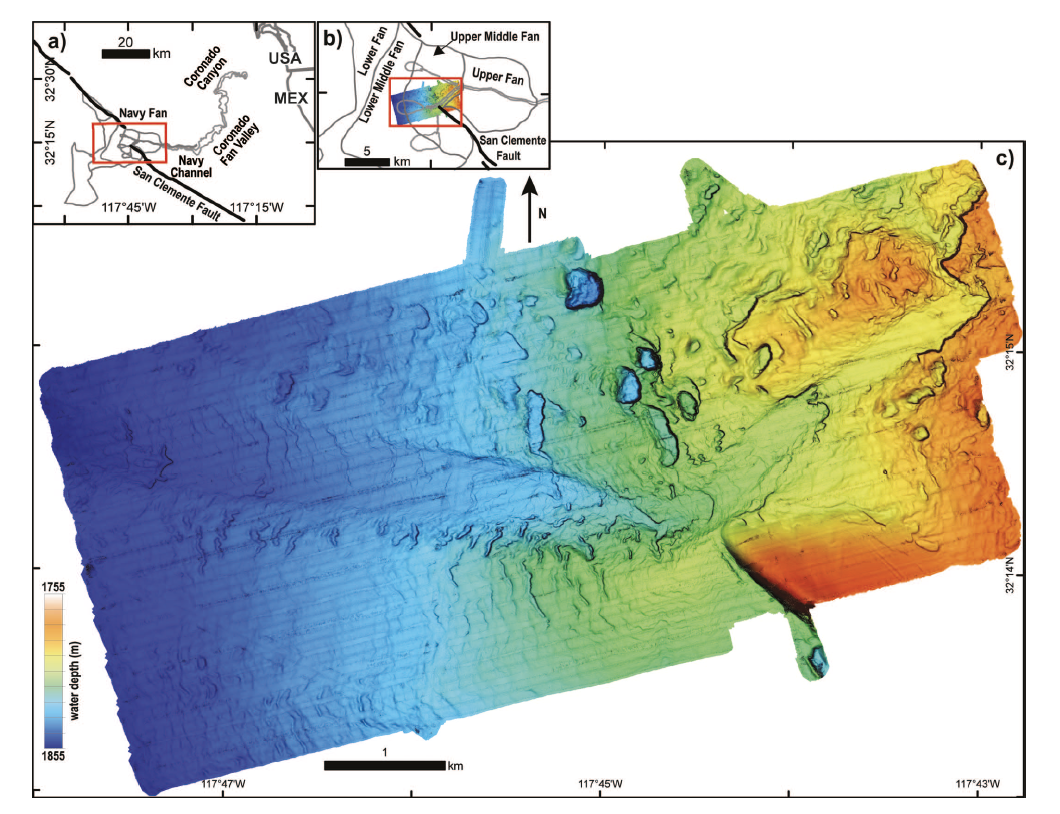 a)
20
km
32°30'N
32°15'N
Coronado
Canyon
USA
MEX
Navy Fan
Coronado
Fan Valley
Navy
Channel
San Clemente Fault
117°45'W
117°15'W
b)
Lower Fan
Lower Middle Fan
Upper Middle Fan
Upper Fan
San Clemente
Fault
5
km
c)
N
32°15'N
32°14'N
1755
water depth (m)
1855
1
km
117°47'W
117°45'W
117°43'W